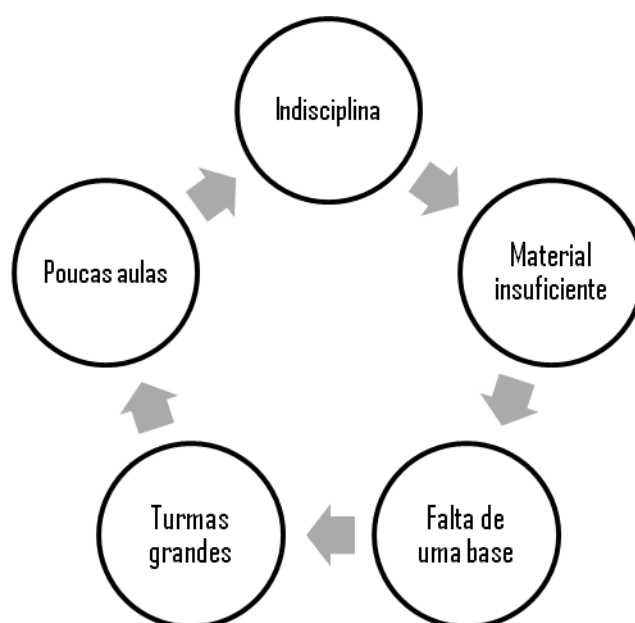 Indisciplina
Material
insuficiente
Falta de
uma base
Turmas
grandes
Poucas aulas